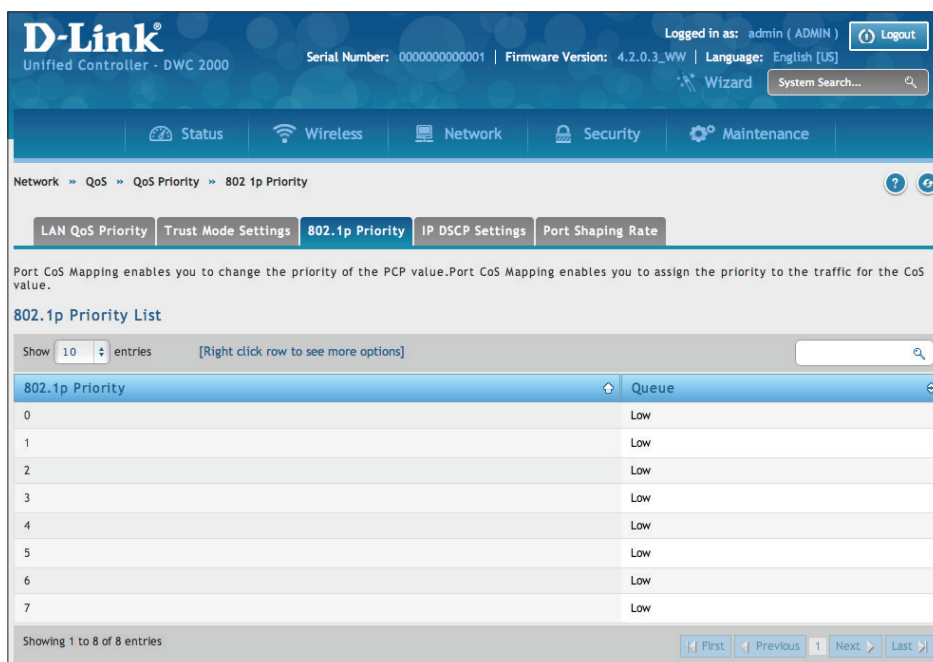 D-Link®
Unified Controller - DWC 2000
Logged in as: admin ( ADMIN )
Logout
Serial Number: 0000000000001 | Firmware Version: 4.2.0.3_WW | Language: English [US]
Wizard
System Search...
Status
Wireless
Network
Security
Maintenance
Network » QoS » QoS Priority » 802 1p Priority
?
LAN QoS Priority
Trust Mode Settings
802.1p Priority
IP DSCP Settings
Port Shaping Rate
Port CoS Mapping enables you to change the priority of the PCP value.Port CoS Mapping enables you to assign the priority to the traffic for the CoS
value.
802.1p Priority List
Show 10 entries [Right click row to see more options]
802.1p Priority Queue
0 Low
1 Low
2 Low
3 Low
4 Low
5 Low
6 Low
7 Low
Showing 1 to 8 of 8 entries
First Previous 1 Next Last